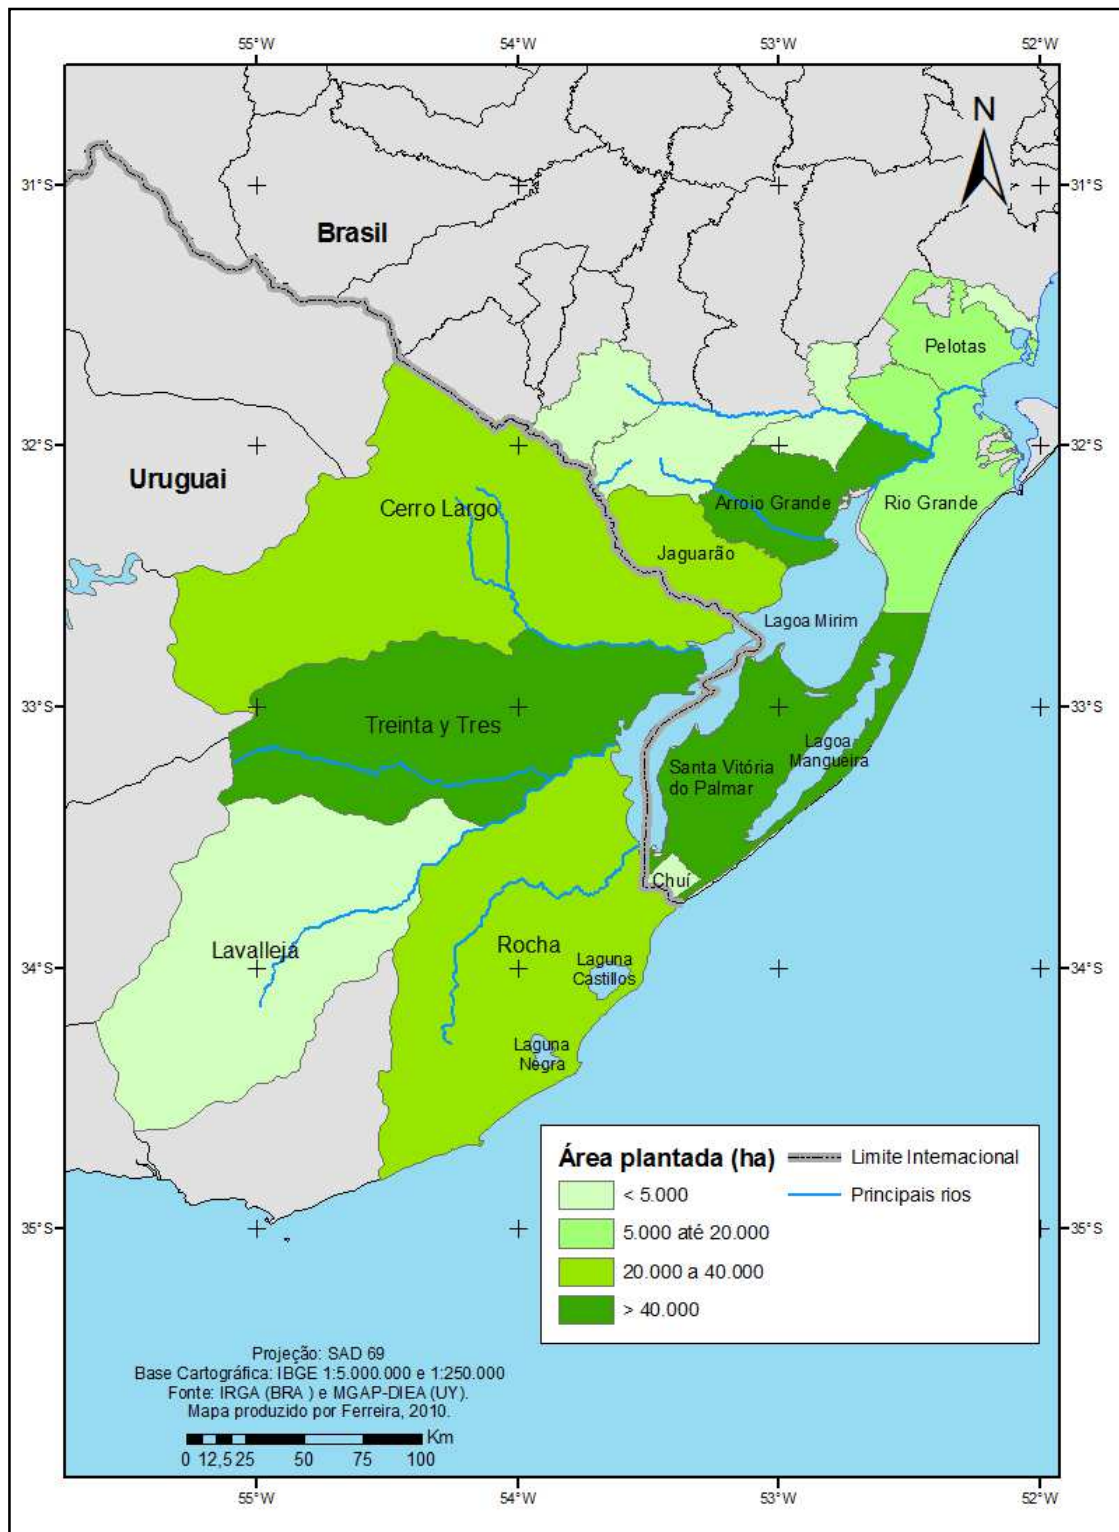 55°W 54°W 53°W 52°W
N
31°S 31°S
Brasil
Pelotas
32°S 32°S
Uruguai
Cerro Largo
Arroio Grande
Rio Grande
Jaguarão
Lagoa Mirim
33°S 33°S
Treinta y Tres
Lagoa
Mangueira
Santa Vitória
do Palmar
Chuí
Lavalleja
Rocha
34°S 34°S
Laguna
Castillos
Laguna
Negra
Área plantada (ha)
< 5.000
5.000 até 20.000
20.000 a 40.000
> 40.000
Limite Internacional
Principais rios
35°S 35°S
Projeção: SAD 69
Base Cartográfica: IBGE 1:5.000.000 e 1:250.000
Fonte: IRGA (BRA ) e MGAP-DIEA (UY).
Mapa produzido por Ferreira, 2010.
Km
0 12,5 25 50 75 100
55°W 54°W 53°W 52°W